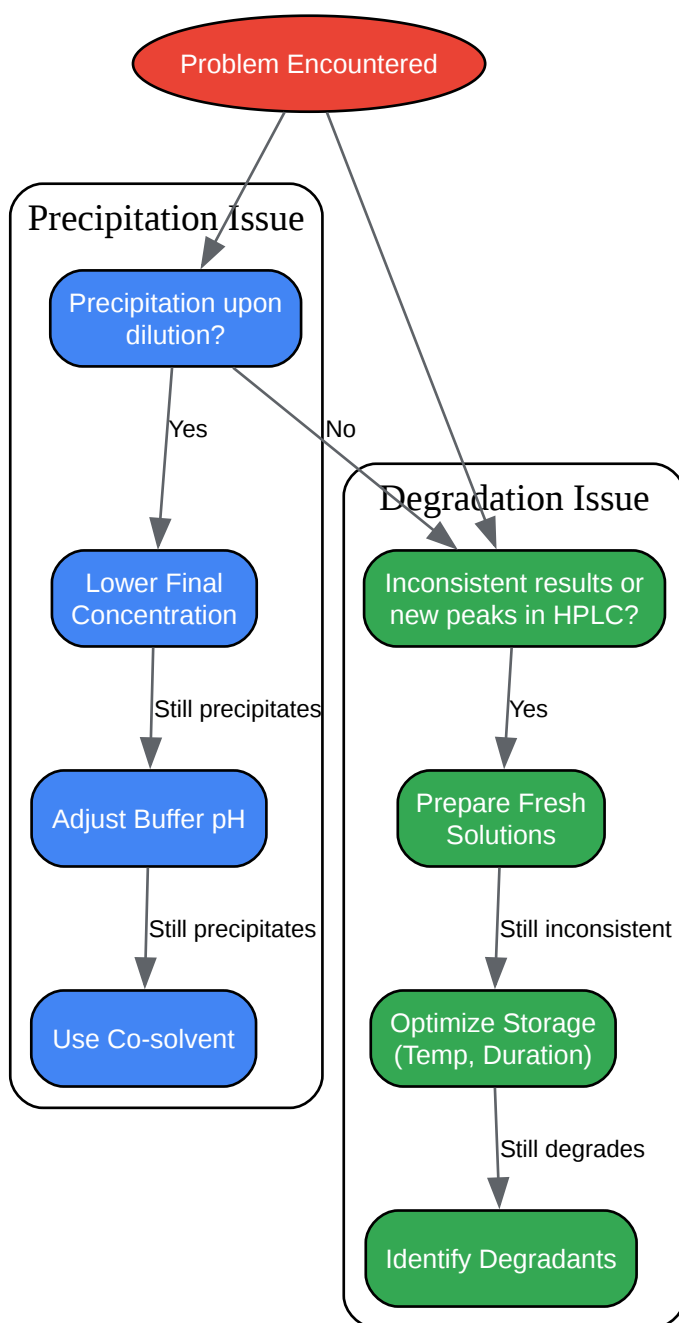 Problem Encountered
Precipitation Issue
Precipitation upon
dilution?
Yes
No
Degradation Issue
Lower Final
Concentration
Inconsistent results or
new peaks in HPLC?
Still precipitates
Yes
Adjust Buffer pH
Prepare Fresh
Solutions
Still precipitates
Still inconsistent
Use Co-solvent
Optimize Storage
(Temp, Duration)
Still degrades
Identify Degradants